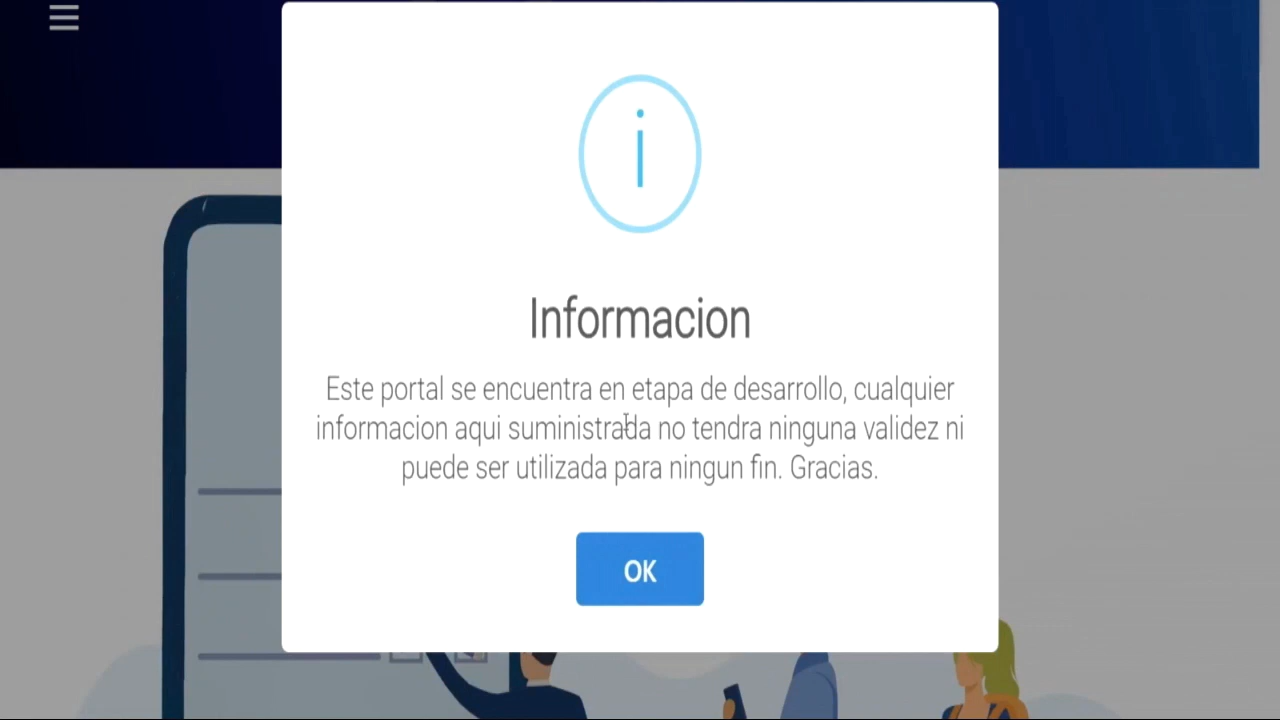 Informacion
Este portal se encuentra en etapa de desarrollo, cualquier
informacion aqui suministrada no tendra ninguna validez ni
puede ser utilizada para ningun fin. Gracias.
OK